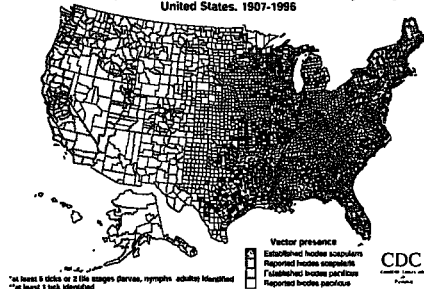 United States, 1907-1996
Vector presence
Established Ixodes scapularis
Reported Ixodes scapularis
Established Ixodes pacificus
Reported Ixodes pacificus
CDC
*at least 6 ticks or 2 life stages (larvae, nymphs, adults) identified
**at least 1 tick identified